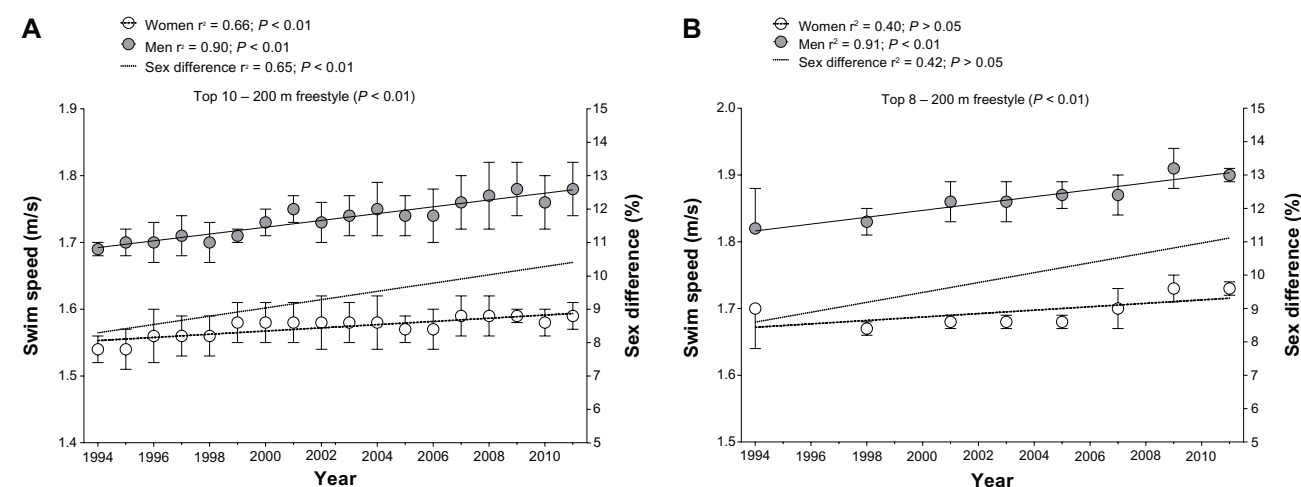 A
Women r² = 0.66; P < 0.01
Men r² = 0.90; P < 0.01
Sex difference r² = 0.65; P < 0.01
Top 10 – 200 m freestyle (P < 0.01)
1.9
1.8
1.7
1.6
1.5
1.4
Swim speed (m/s)
15
14
13
12
11
10
9
8
7
6
5
Sex difference (%)
1994 1996 1998 2000 2002 2004 2006 2008 2010
Year
B
Women r² = 0.40; P > 0.05
Men r² = 0.91; P < 0.01
Sex difference r² = 0.42; P > 0.05
Top 8 – 200 m freestyle (P < 0.01)
2.0
1.9
1.8
1.7
1.6
1.5
Swim speed (m/s)
15
14
13
12
11
10
9
8
7
6
5
Sex difference (%)
1994 1996 1998 2000 2002 2004 2006 2008 2010
Year